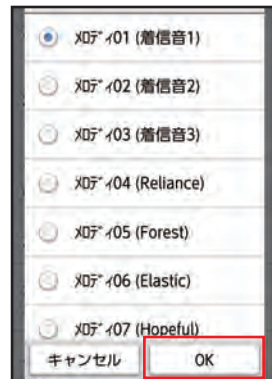 ﾒﾛﾃﾞｨ01 (着信音1)
ﾒﾛﾃﾞｨ02 (着信音2)
ﾒﾛﾃﾞｨ03 (着信音3)
ﾒﾛﾃﾞｨ04 (Reliance)
ﾒﾛﾃﾞｨ05 (Forest)
ﾒﾛﾃﾞｨ06 (Elastic)
ﾒﾛﾃﾞｨ07 (Hopeful)
キャンセル OK